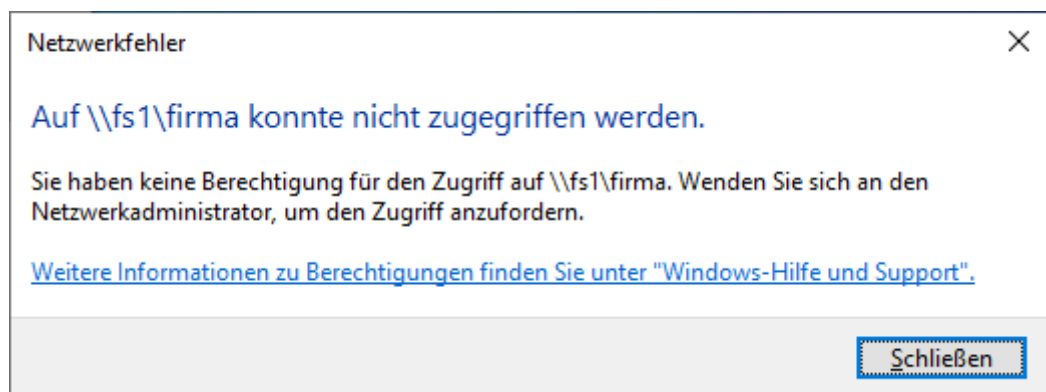 Netzwerkfehler
Auf \\fs1\firma konnte nicht zugegriffen werden.
Sie haben keine Berechtigung für den Zugriff auf \\fs1\firma. Wenden Sie sich an den
Netzwerkadministrator, um den Zugriff anzufordern.
Weitere Informationen zu Berechtigungen finden Sie unter "Windows-Hilfe und Support".
Schließen